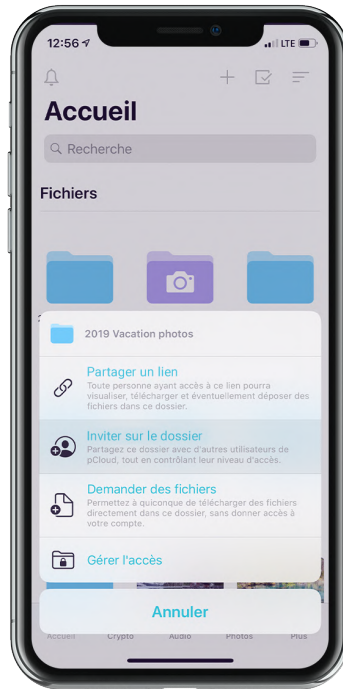 12:56
LTE
Accueil
Recherche
Fichiers
2019 Vacation photos
Partager un lien
Toute personne ayant accès à ce lien pourra
visualiser, télécharger et éventuellement déposer des
fichiers dans ce dossier.
Inviter sur le dossier
Partagez ce dossier avec d'autres utilisateurs de
pCloud, tout en contrôlant leur niveau d'accès.
Demander des fichiers
Permettez à quiconque de télécharger des fichiers
directement dans ce dossier, sans donner accès à
votre compte.
Gérer l'accès
Annuler
Accueil Crypto Audio Photos Plus